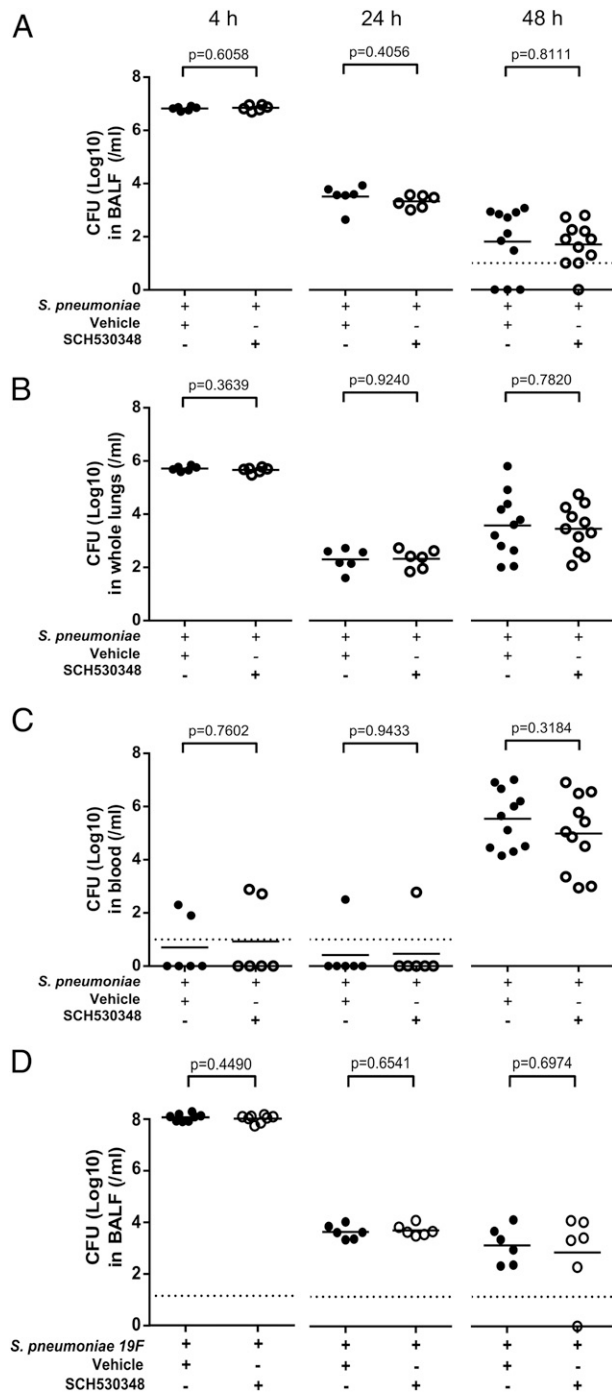 4 h 24 h 48 h
A
p=0.6058 p=0.4056 p=0.8111
CFU (Log10)
in BALF (/ml)
8
6
4
2
0
S. pneumoniae + + + + + +
Vehicle + - + - + -
SCH530348 - + - + - +
B
p=0.3639 p=0.9240 p=0.7820
CFU (Log10)
in whole lungs (/ml)
8
6
4
2
0
S. pneumoniae + + + + + +
Vehicle + - + - + -
SCH530348 - + - + - +
C
p=0.7602 p=0.9433 p=0.3184
CFU (Log10)
in blood (/ml)
8
6
4
2
0
S. pneumoniae + + + + + +
Vehicle + - + - + -
SCH530348 - + - + - +
D
p=0.4490 p=0.6541 p=0.6974
CFU (Log10)
in BALF (/ml)
8
6
4
2
0
S. pneumoniae 19F + + + + + +
Vehicle + - + - + -
SCH530348 - + - + - +